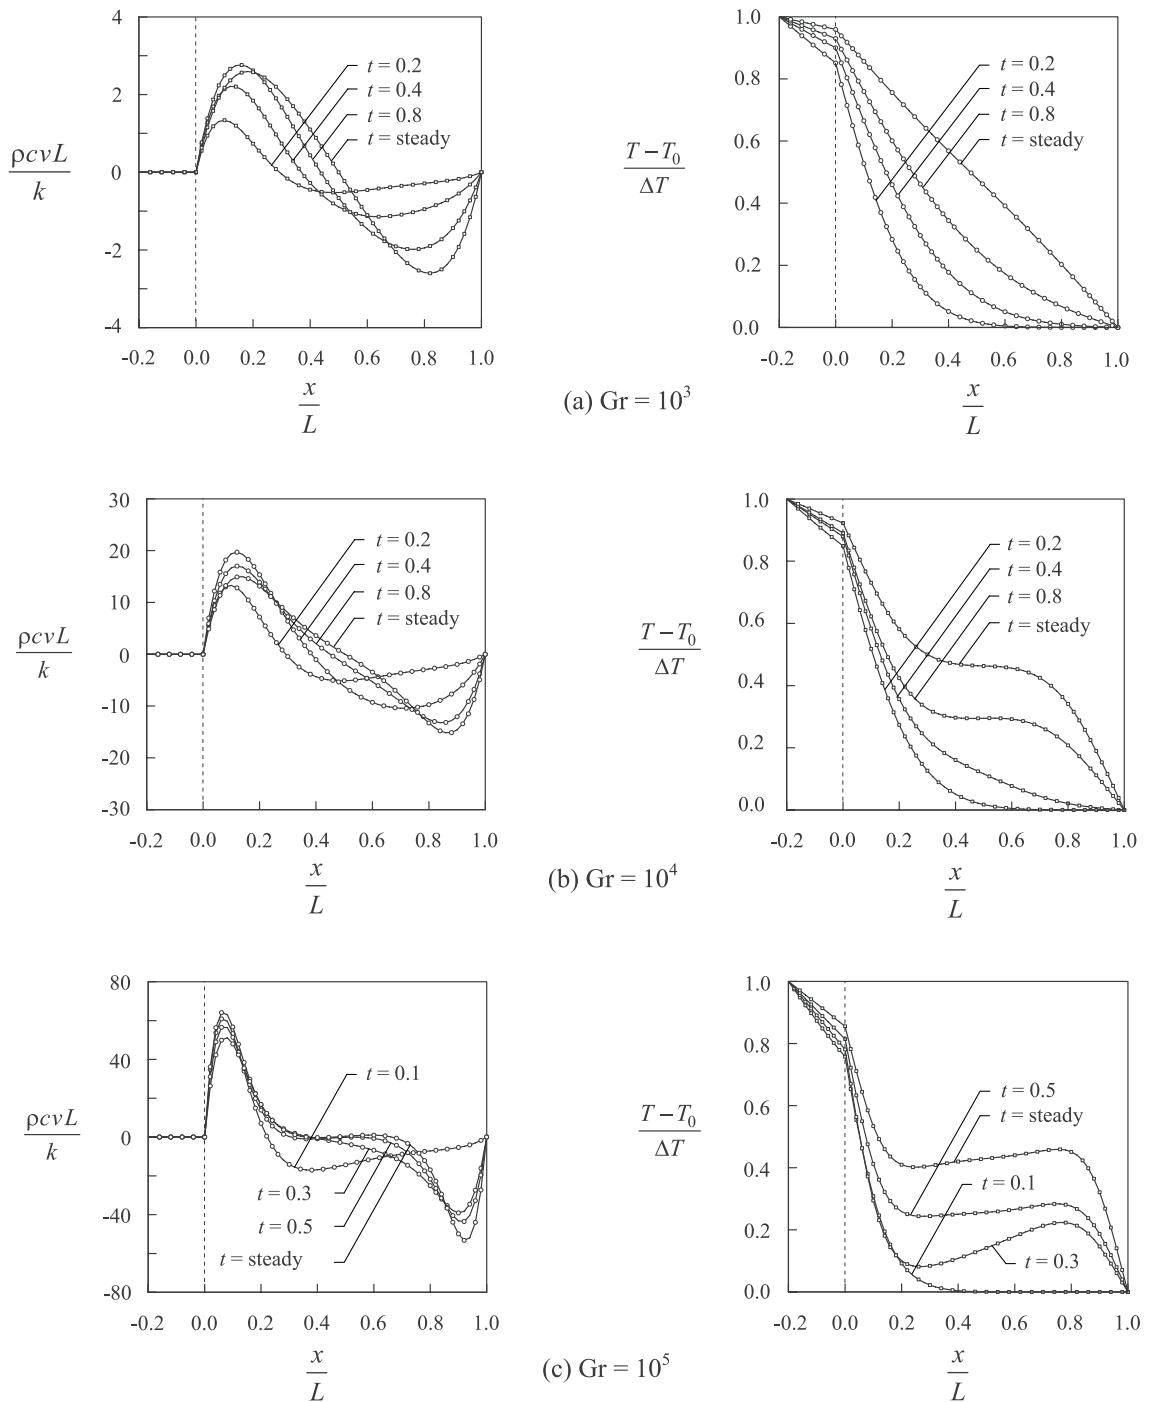 4
2
0
-2
-4
ρcvL
k
t = 0.2
t = 0.4
t = 0.8
t = steady
-0.2 0.0 0.2 0.4 0.6 0.8 1.0
x
L
1.0
0.8
0.6
0.4
0.2
0.0
T – T₀
ΔT
t = 0.2
t = 0.4
t = 0.8
t = steady
-0.2 0.0 0.2 0.4 0.6 0.8 1.0
x
L
(a) Gr = 10³
30
20
10
0
-10
-20
-30
ρcvL
k
t = 0.2
t = 0.4
t = 0.8
t = steady
-0.2 0.0 0.2 0.4 0.6 0.8 1.0
x
L
1.0
0.8
0.6
0.4
0.2
0.0
T – T₀
ΔT
t = 0.2
t = 0.4
t = 0.8
t = steady
-0.2 0.0 0.2 0.4 0.6 0.8 1.0
x
L
(b) Gr = 10⁴
80
40
0
-40
-80
ρcvL
k
t = 0.1
t = 0.3
t = 0.5
t = steady
-0.2 0.0 0.2 0.4 0.6 0.8 1.0
x
L
1.0
0.8
0.6
0.4
0.2
0.0
T – T₀
ΔT
t = 0.5
t = steady
t = 0.1
t = 0.3
-0.2 0.0 0.2 0.4 0.6 0.8 1.0
x
L
(c) Gr = 10⁵